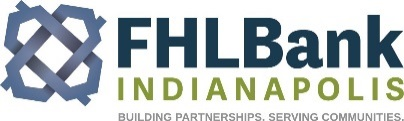 FHLBank
INDIANAPOLIS
BUILDING PARTNERSHIPS. SERVING COMMUNITIES.